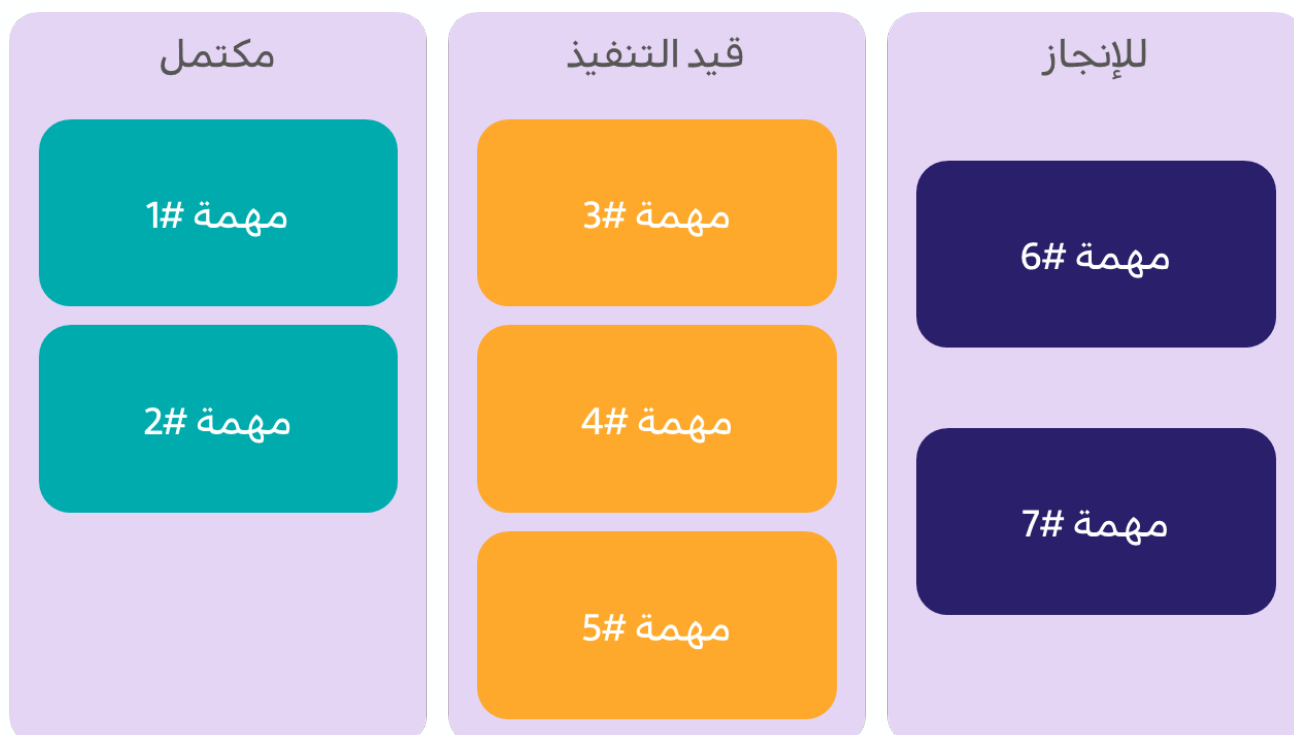 للإنجاز
مهمة #6
مهمة #7
قيد التنفيذ
مهمة #3
مهمة #4
مهمة #5
مكتمل
مهمة #1
مهمة #2